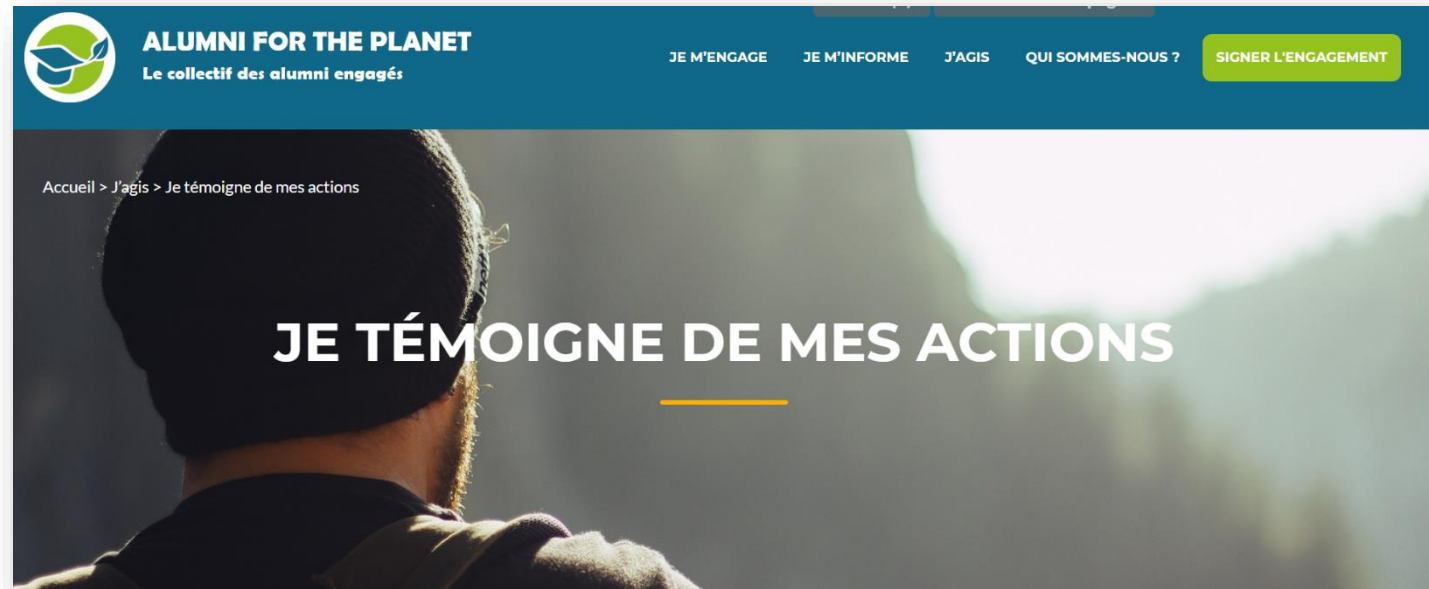 ALUMNI FOR THE PLANET
Le collectif des alumni engagés
JE M'ENGAGE JE M'INFORME J'AGIS QUI SOMMES-NOUS ? SIGNER L'ENGAGEMENT
Accueil > J'agis > Je témoigne de mes actions
JE TÉMOIGNE DE MES ACTIONS